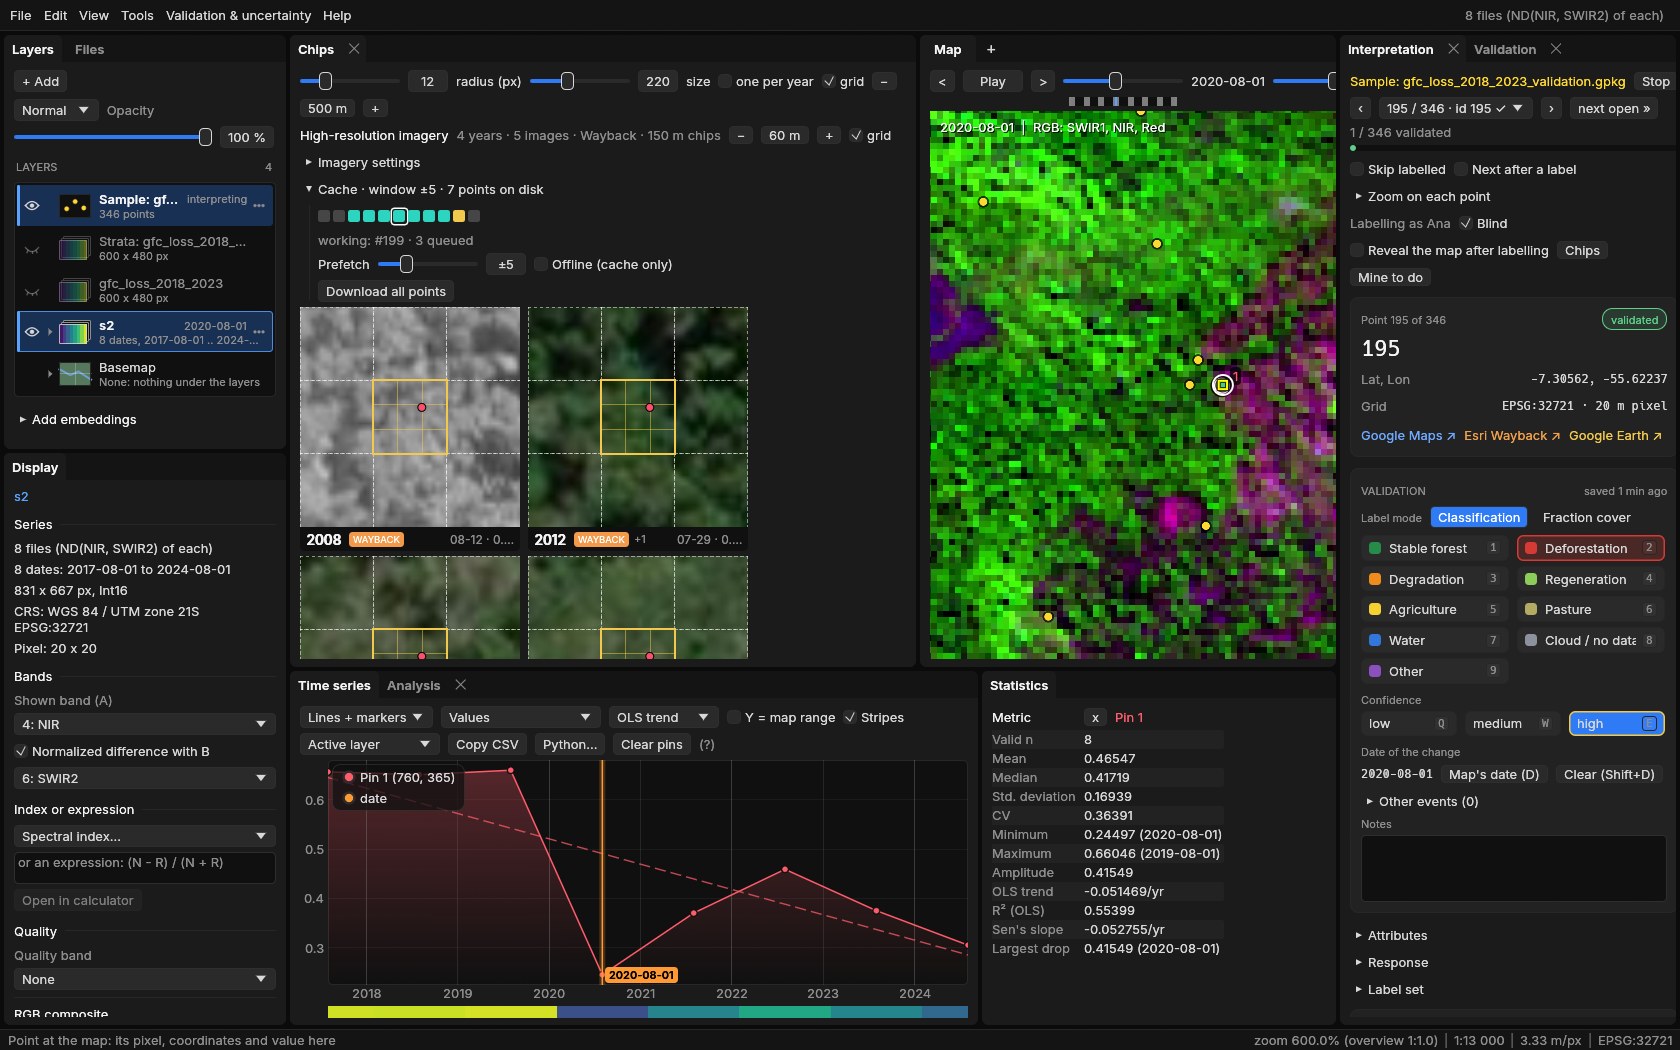 File Edit View Tools Validation & uncertainty Help
8 files (ND(NIR, SWIR2) of each)
Layers Files
+ Add
Normal Opacity
100 %
LAYERS 4
Sample: gf... interpreting
346 points
Strata: gfc_loss_2018_...
600 x 480 px
gfc_loss_2018_2023
600 x 480 px
s2 2020-08-01
8 dates, 2017-08-01 .. 2024-...
Basemap
None: nothing under the layers
Add embeddings
Display
s2
Series
8 files (ND(NIR, SWIR2) of each)
8 dates: 2017-08-01 to 2024-08-01
831 x 667 px, Int16
CRS: WGS 84 / UTM zone 21S
EPSG:32721
Pixel: 20 x 20
Bands
Shown band (A)
4: NIR
Normalized difference with B
6: SWIR2
Index or expression
Spectral index...
or an expression: (N - R) / (N + R)
Open in calculator
Quality
Quality band
None
RGB composite
Chips
12 radius (px) 220 size one per year grid −
500 m +
High-resolution imagery 4 years · 5 images · Wayback · 150 m chips − 60 m + grid
Imagery settings
Cache · window ±5 · 7 points on disk
working: #199 · 3 queued
Prefetch ±5 Offline (cache only)
Download all points
2008 WAYBACK 08-12 · 0....
2012 WAYBACK +1 07-29 · 0....
Map +
< Play > 2020-08-01
2020-08-01 | RGB: SWIR1, NIR, Red
1
Time series Analysis
Lines + markers Values OLS trend Y = map range Stripes
Active layer Copy CSV Python... Clear pins (?)
Pin 1 (760, 365)
date
0.6
0.5
0.4
0.3
2020-08-01
2018 2019 2020 2021 2022 2023 2024
Statistics
Metric x Pin 1
Valid n 8
Mean 0.46547
Median 0.41719
Std. deviation 0.16939
CV 0.36391
Minimum 0.24497 (2020-08-01)
Maximum 0.66046 (2019-08-01)
Amplitude 0.41549
OLS trend -0.051469/yr
R² (OLS) 0.55399
Sen's slope -0.052755/yr
Largest drop 0.41549 (2020-08-01)
Interpretation Validation
Sample: gfc_loss_2018_2023_validation.gpkg Stop
‹ 195 / 346 · id 195 ✓ › next open »
1 / 346 validated
Skip labelled Next after a label
Zoom on each point
Labelling as Ana Blind
Reveal the map after labelling Chips
Mine to do
Point 195 of 346 validated
195
Lat, Lon -7.30562, -55.62237
Grid EPSG:32721 · 20 m pixel
Google Maps ↗ Esri Wayback ↗ Google Earth ↗
VALIDATION saved 1 min ago
Label mode Classification Fraction cover
Stable forest 1 Deforestation 2
Degradation 3 Regeneration 4
Agriculture 5 Pasture 6
Water 7 Cloud / no data 8
Other 9
Confidence
low Q medium W high E
Date of the change
2020-08-01 Map's date (D) Clear (Shift+D)
Other events (0)
Notes
Attributes
Response
Label set
Point at the map: its pixel, coordinates and value here
zoom 600.0% (overview 1:1.0) | 1:13 000 | 3.33 m/px | EPSG:32721